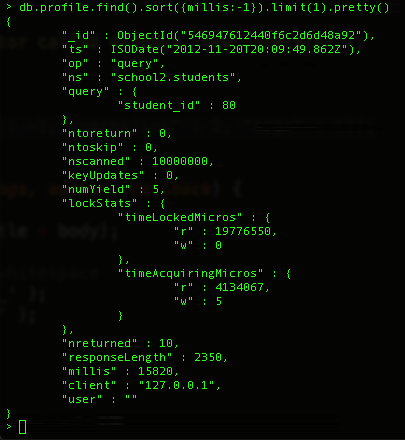 > db.profile.find().sort({millis:-1}).limit(1).pretty()
{
"_id" : ObjectId("546947612440f6c2d6d48a92"),
"ts" : ISODate("2012-11-20T20:09:49.862Z"),
"op" : "query",
"ns" : "school2.students",
"query" : {
"student_id" : 80
},
"ntoreturn" : 0,
"ntoskip" : 0,
"nscanned" : 10000000,
"keyUpdates" : 0,
"numYield" : 5,
"lockStats" : {
"timeLockedMicros" : {
"r" : 19776550,
"w" : 0
},
"timeAcquiringMicros" : {
"r" : 4134067,
"w" : 5
}
},
"nreturned" : 10,
"responseLength" : 2350,
"millis" : 15820,
"client" : "127.0.0.1",
"user" : ""
}
>